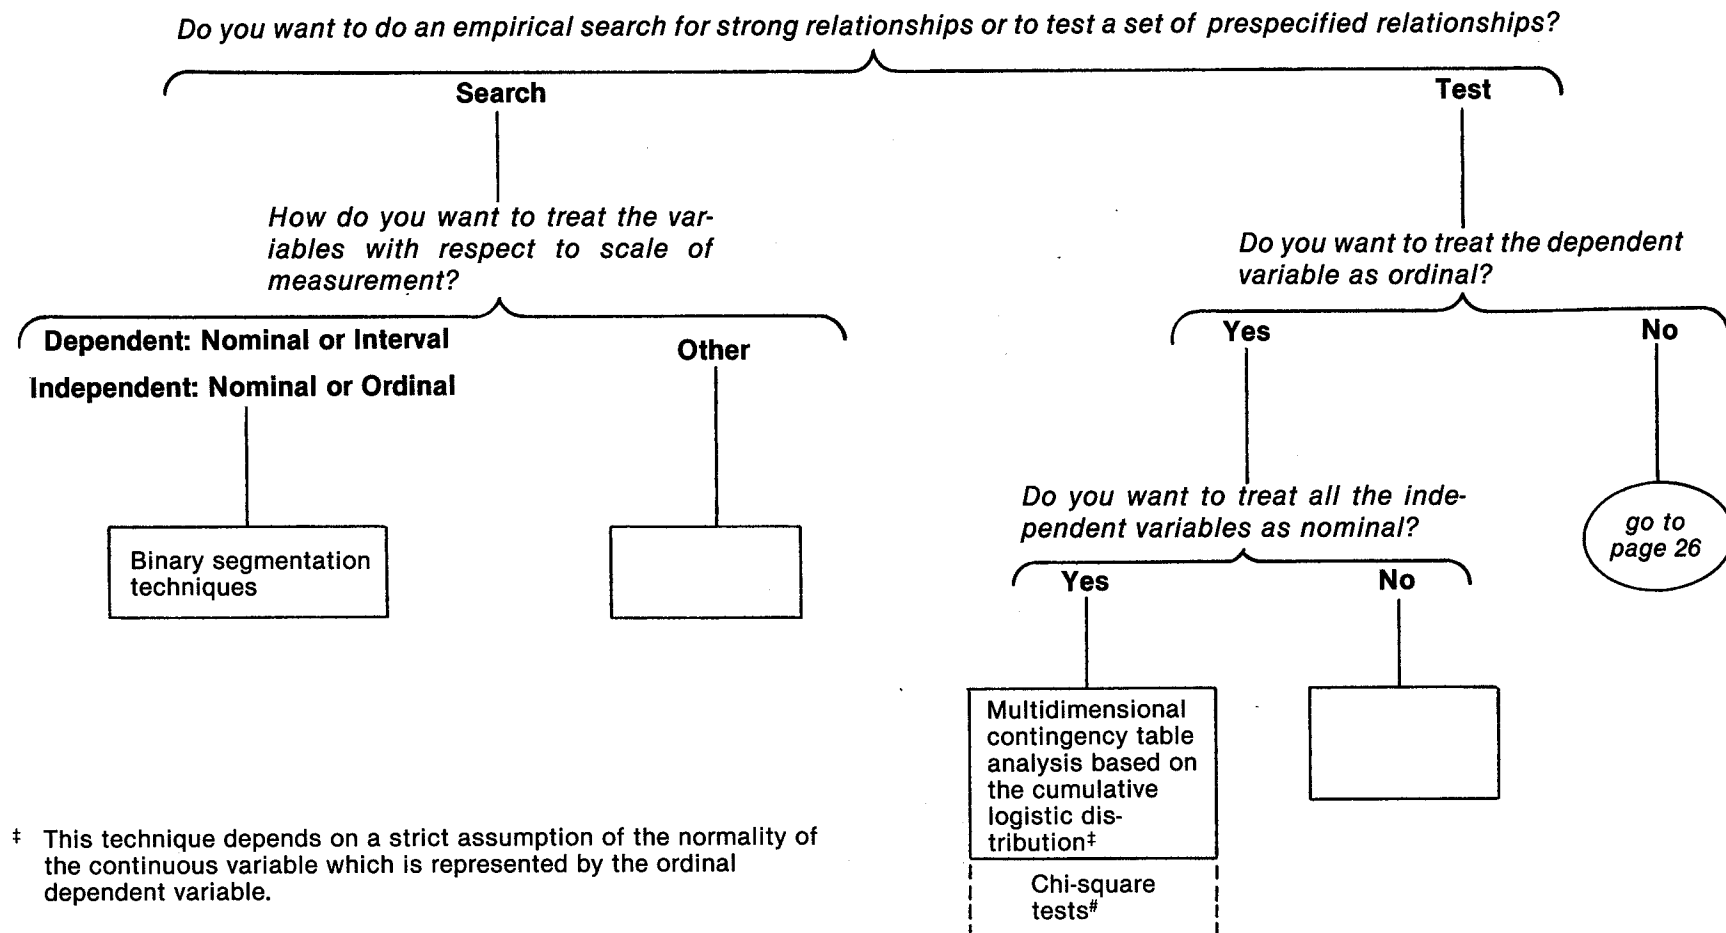 Do you want to do an empirical search for strong relationships or to test a set of prespecified relationships?
Search
Test
How do you want to treat the var-
iables with respect to scale of
measurement?
Do you want to treat the dependent
variable as ordinal?
Dependent: Nominal or Interval
Independent: Nominal or Ordinal
Other
Yes
No
Binary segmentation
techniques
Do you want to treat all the inde-
pendent variables as nominal?
go to
page 26
Yes
No
Multidimensional
contingency table
analysis based on
the cumulative
logistic dis-
tribution‡
Chi-square
tests#
‡ This technique depends on a strict assumption of the normality of
the continuous variable which is represented by the ordinal
dependent variable.